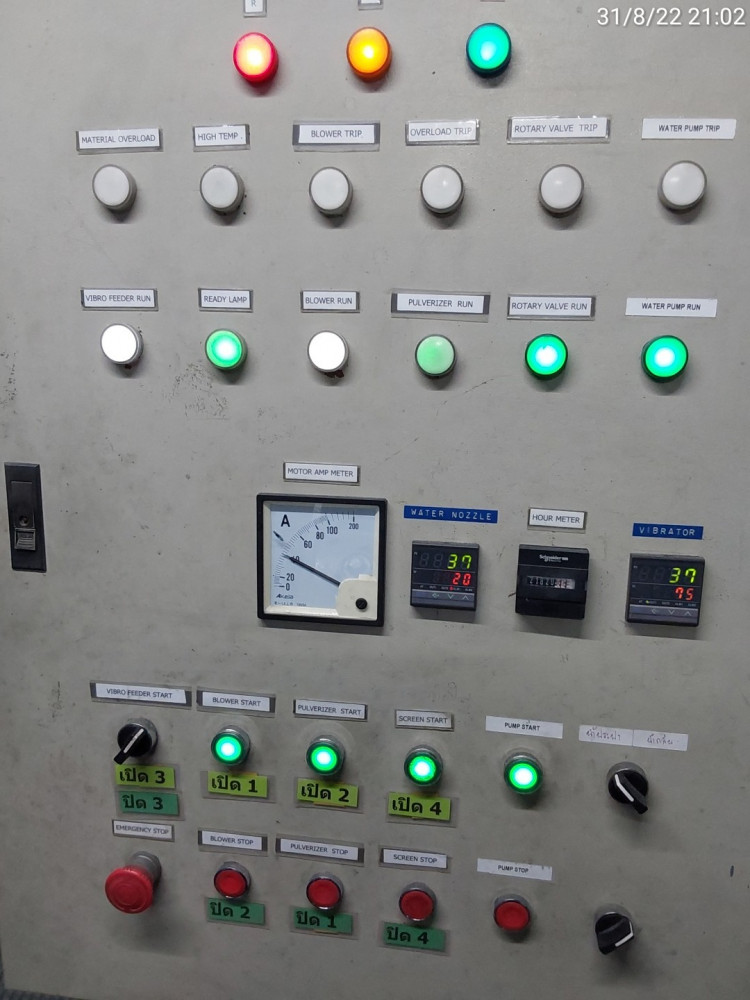 31/8/22 21:02
R
MATERIAL OVERLOAD
HIGH TEMP.
BLOWER TRIP
OVERLOAD TRIP
ROTARY VALVE TRIP
WATER PUMP TRIP
VIBRO FEEDER RUN
READY LAMP
BLOWER RUN
PULVERIZER RUN
ROTARY VALVE RUN
WATER PUMP RUN
MOTOR AMP METER
WATER NOZZLE
HOUR METER
VIBRATOR
A
60 80 100 200
20
0
37
20
Schneider
37
75
VIBRO FEEDER START
BLOWER START
PULVERIZER START
SCREEN START
PUMP START
เปิด 3
เปิด 1
เปิด 2
เปิด 4
ปิด 3
EMERGENCY STOP
BLOWER STOP
PULVERIZER STOP
SCREEN STOP
PUMP STOP
ปิด 2
ปิด 1
ปิด 4